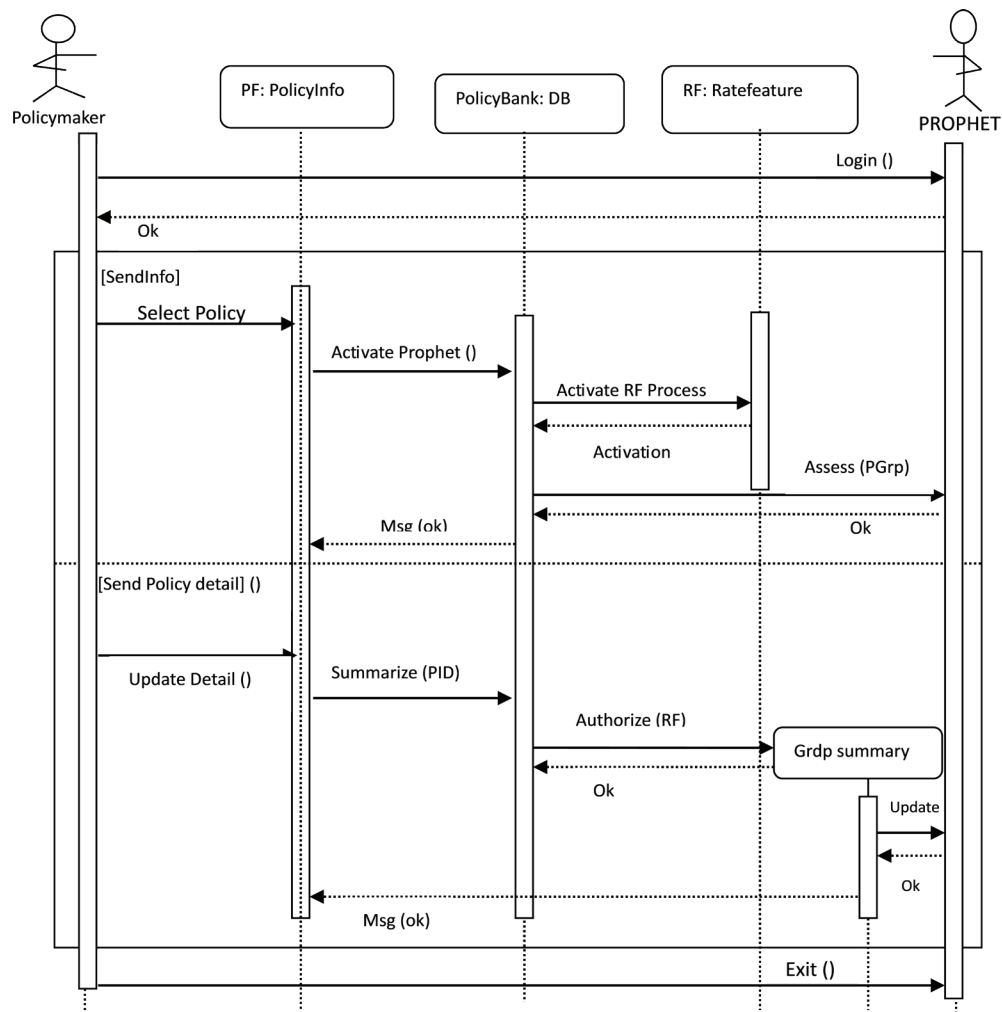 Policymaker
PF: PolicyInfo
PolicyBank: DB
RF: Ratefeature
PROPHET
Login ()
Ok
[SendInfo]
Select Policy
Activate Prophet ()
Activate RF Process
Activation
Assess (PGrp)
Ok
Msg (ok)
[Send Policy detail] ()
Update Detail ()
Summarize (PID)
Authorize (RF)
Grdp summary
Ok
Update
Ok
Msg (ok)
Exit ()